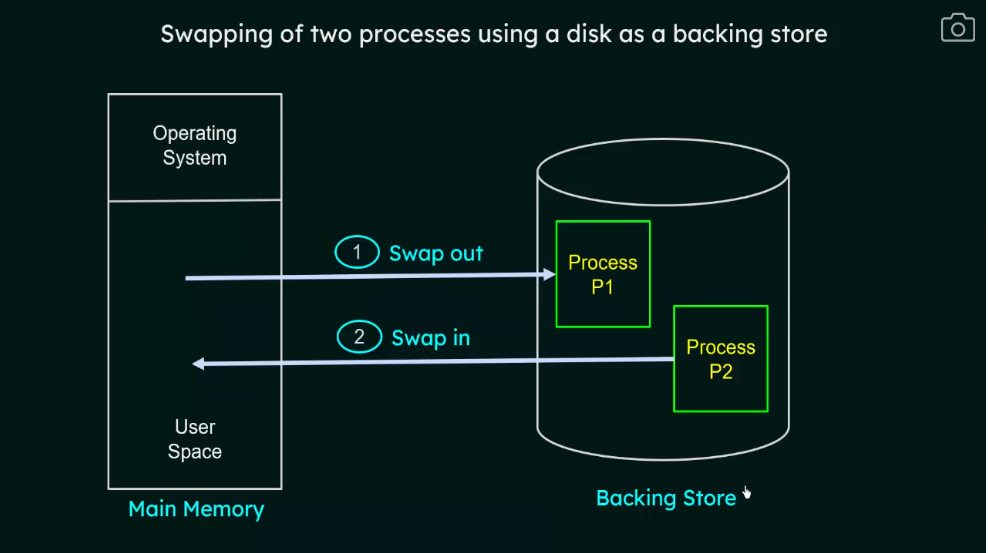 Swapping of two processes using a disk as a backing store
Operating
System
1 Swap out
Process
P1
2 Swap in
Process
P2
User
Space
Main Memory
Backing Store